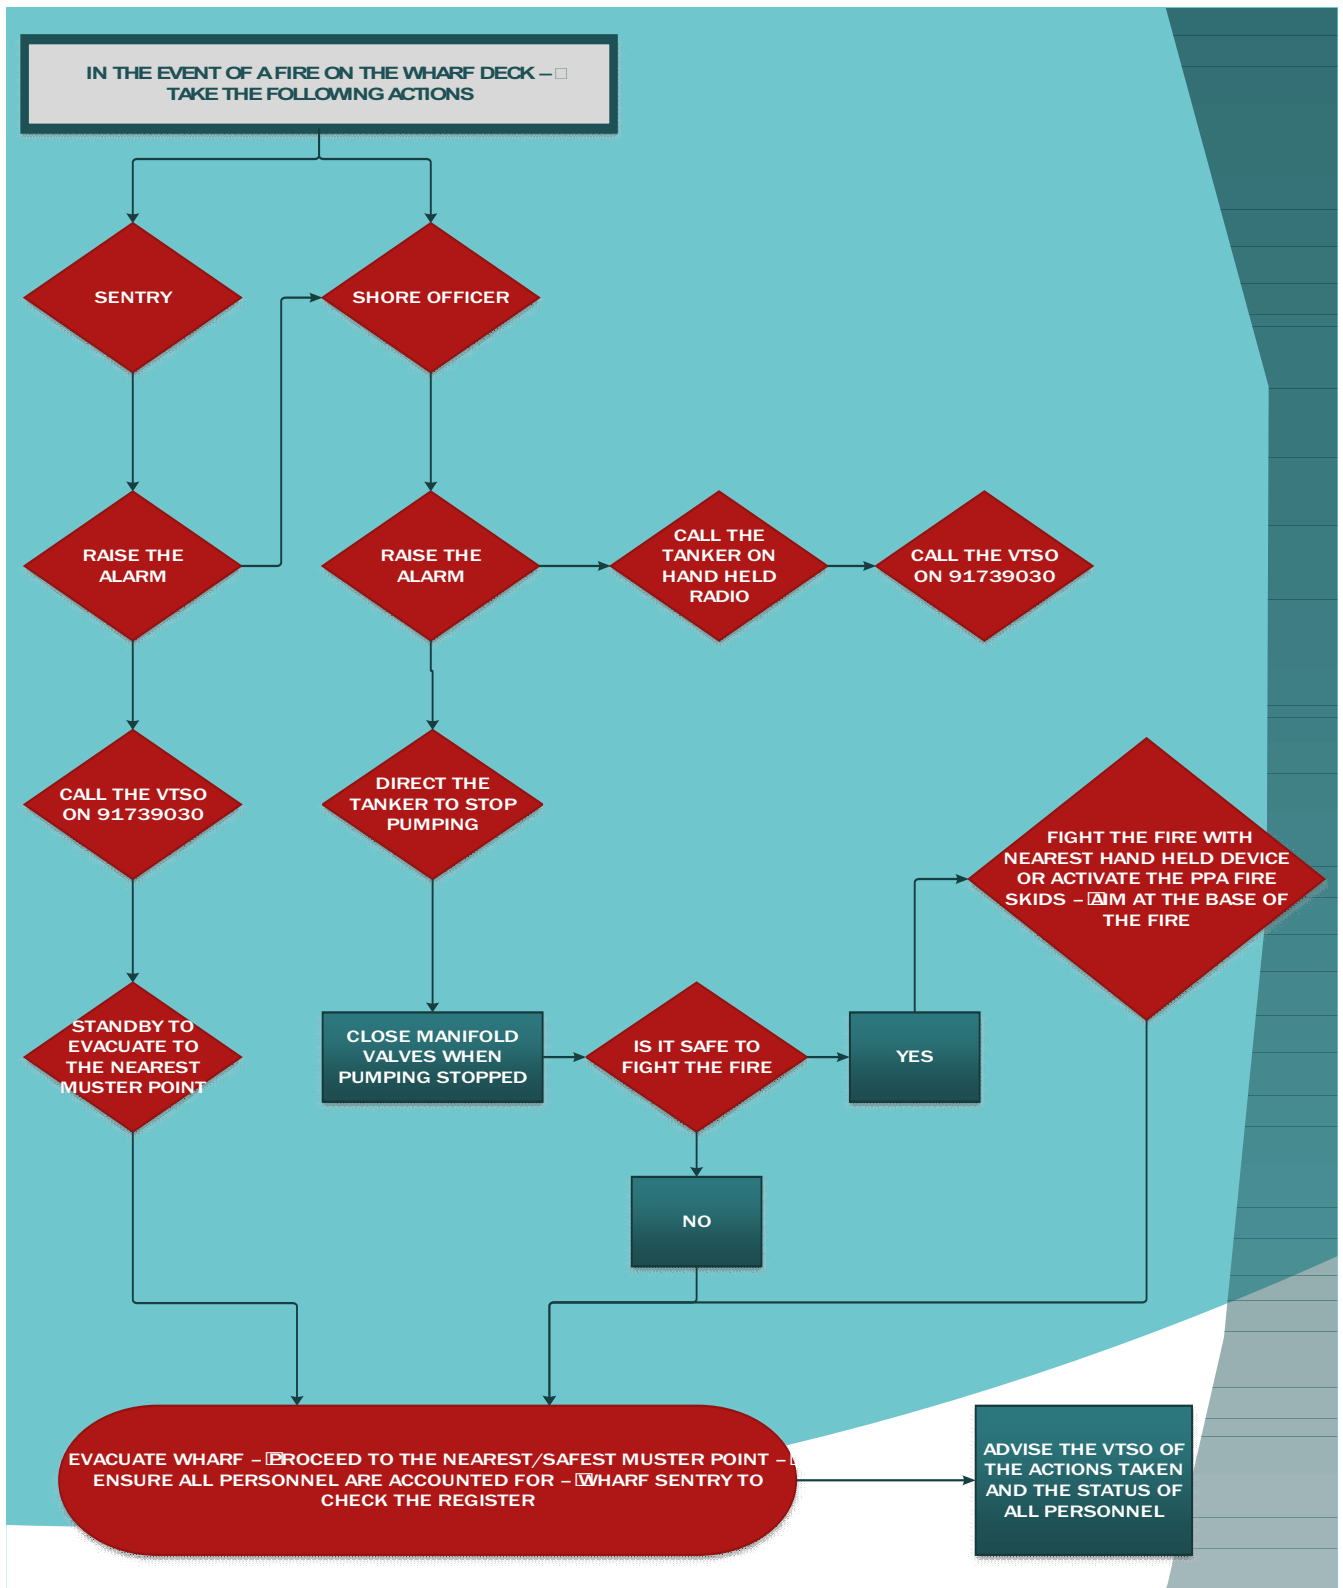 IN THE EVENT OF A FIRE ON THE WHARF DECK –
TAKE THE FOLLOWING ACTIONS
SENTRY
SHORE OFFICER
RAISE THE
ALARM
RAISE THE
ALARM
CALL THE
TANKER ON
HAND HELD
RADIO
CALL THE VTSO
ON 91739030
CALL THE VTSO
ON 91739030
DIRECT THE
TANKER TO STOP
PUMPING
FIGHT THE FIRE WITH
NEAREST HAND HELD DEVICE
OR ACTIVATE THE PPA FIRE
SKIDS – AIM AT THE BASE OF
THE FIRE
STANDBY TO
EVACUATE TO
THE NEAREST
MUSTER POINT
CLOSE MANIFOLD
VALVES WHEN
PUMPING STOPPED
IS IT SAFE TO
FIGHT THE FIRE
YES
NO
EVACUATE WHARF – PROCEED TO THE NEAREST/SAFEST MUSTER POINT –
ENSURE ALL PERSONNEL ARE ACCOUNTED FOR – WHARF SENTRY TO
CHECK THE REGISTER
ADVISE THE VTSO OF
THE ACTIONS TAKEN
AND THE STATUS OF
ALL PERSONNEL